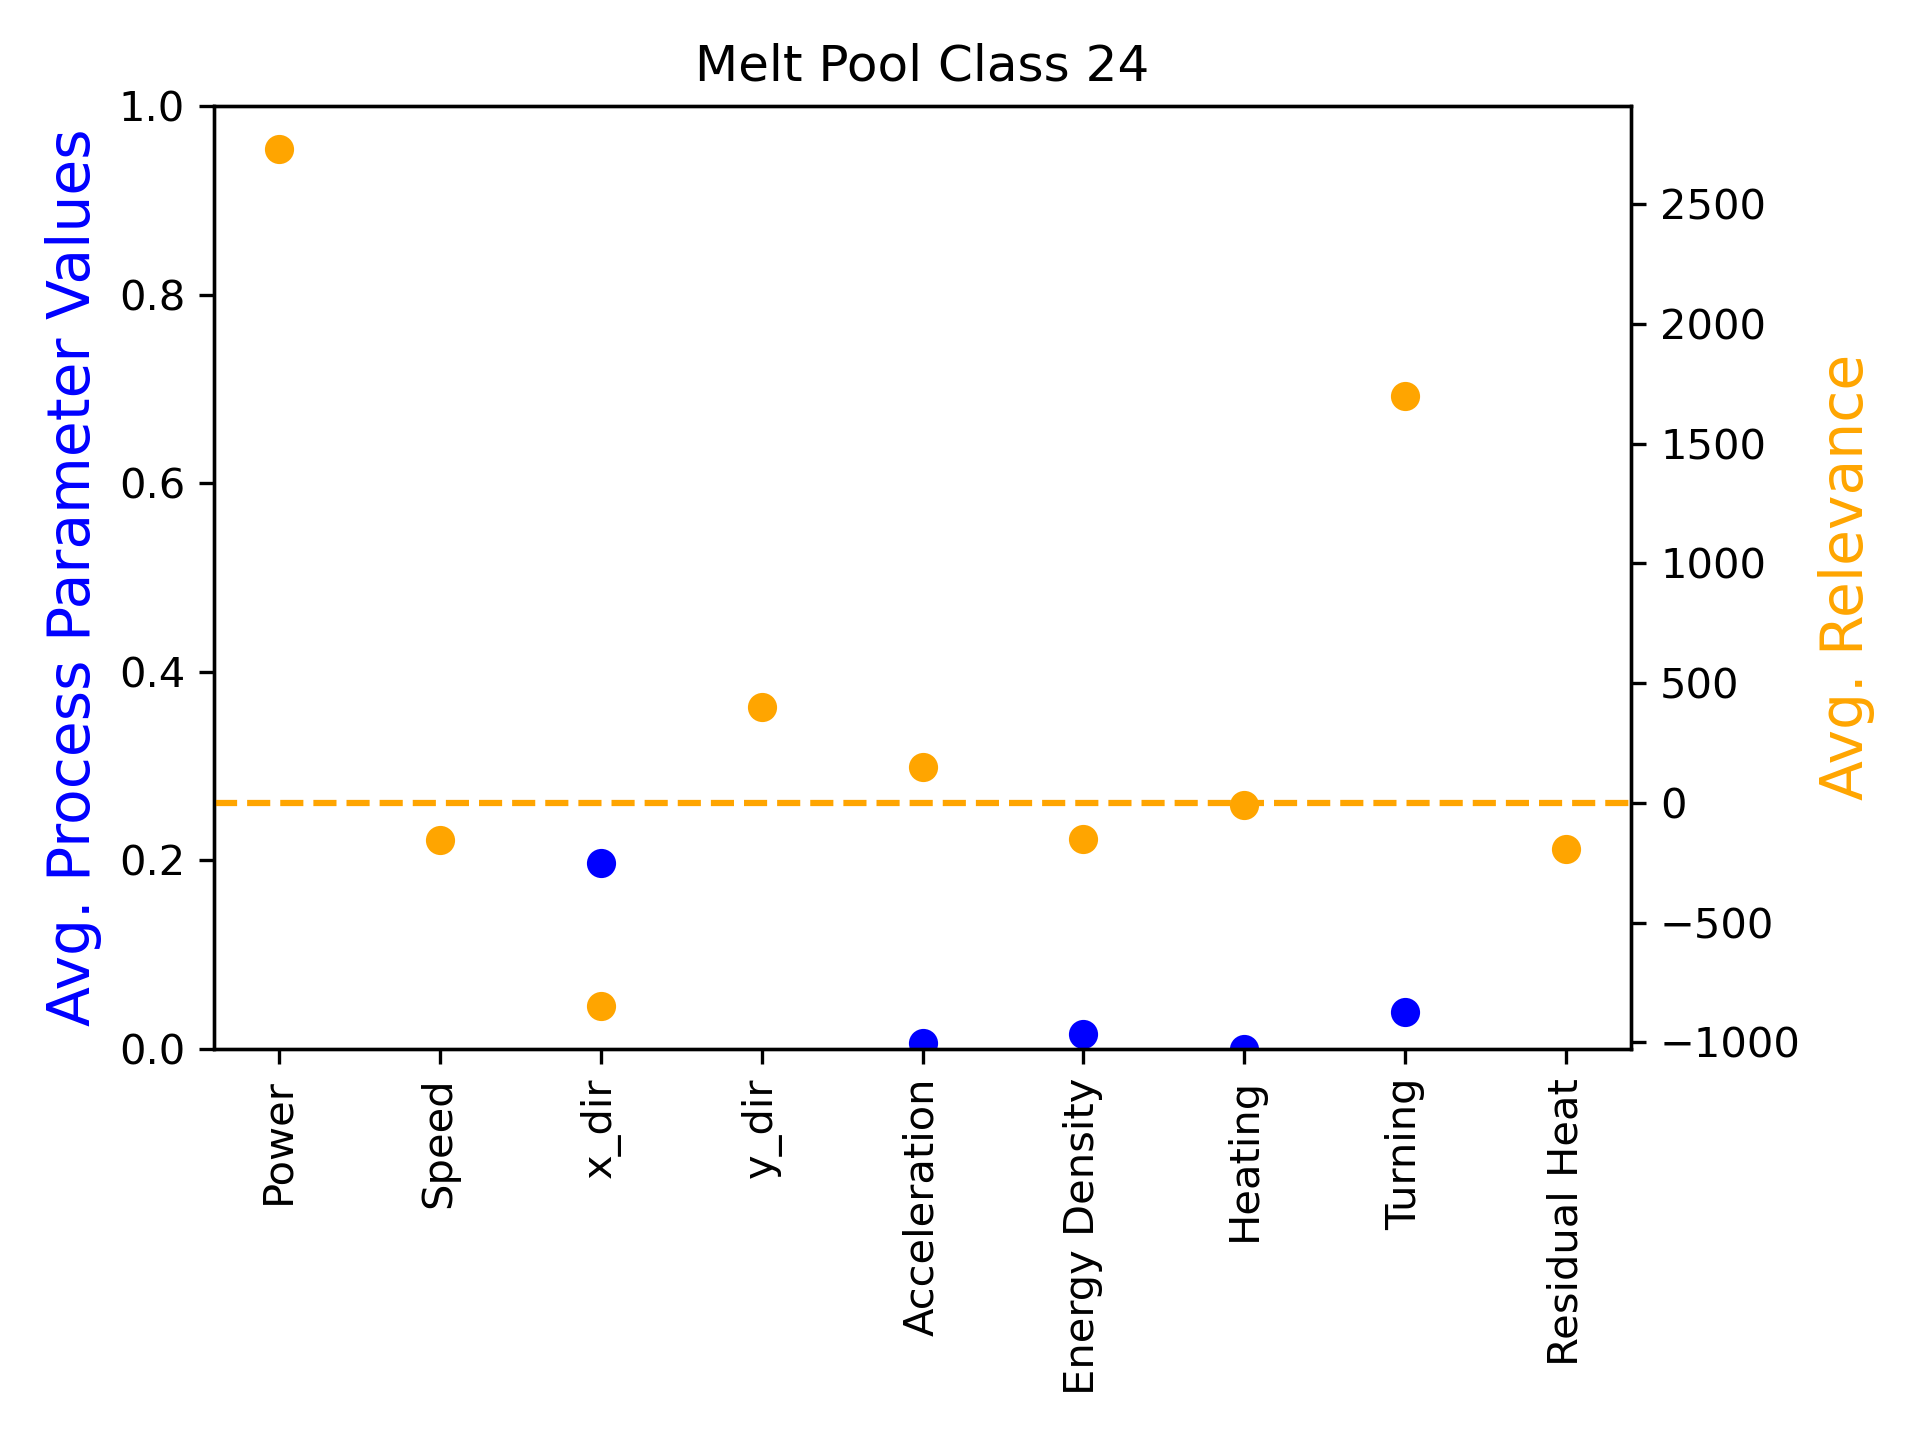 Melt Pool Class 24
Avg. Process Parameter Values
1.0
0.8
0.6
0.4
0.2
0.0
2500
2000
1500
1000
500
0
−500
−1000
Avg. Relevance
Power
Speed
x_dir
y_dir
Acceleration
Energy Density
Heating
Turning
Residual Heat